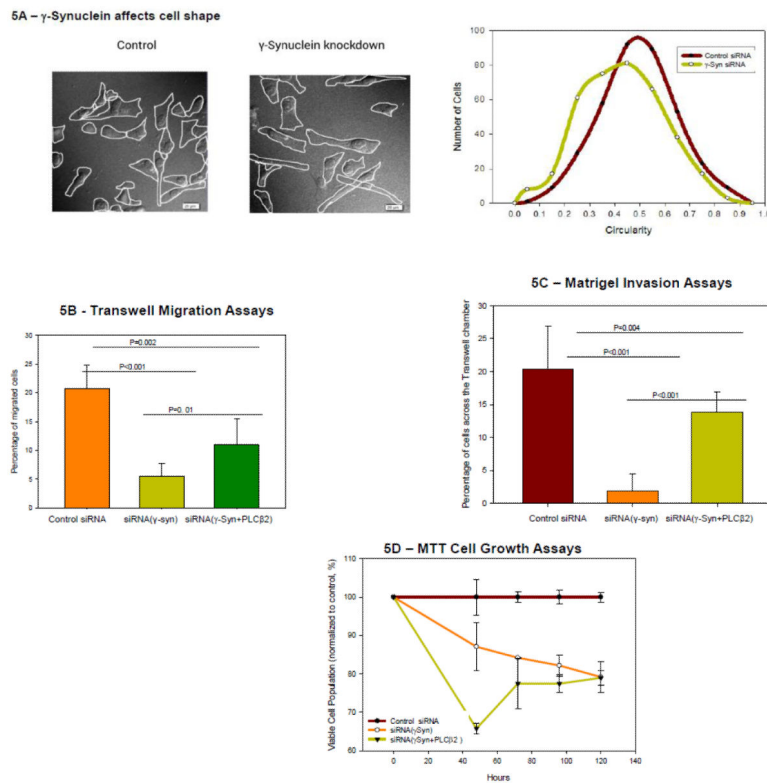 5A – γ-Synuclein affects cell shape
Control
γ-Synuclein knockdown
20 µm
20 µm
Number of Cells
100
80
60
40
20
0
Control siRNA
γ-Syn siRNA
0.0 0.1 0.2 0.3 0.4 0.5 0.6 0.7 0.8 0.9 1.0
Circularity
5B - Transwell Migration Assays
Percentage of migrated cells
30
25
20
15
10
5
0
P=0.002
P<0.001
P=0. 01
Control siRNA siRNA(γ-syn) siRNA(γ-Syn+PLCβ2)
5C – Matrigel Invasion Assays
Percentage of cells across the Transwell chamber
30
25
20
15
10
5
0
P=0.004
P<0.001
P<0.001
Control siRNA siRNA(γ-syn) siRNA(γ-Syn+PLCβ2)
5D – MTT Cell Growth Assays
Viable Cell Population (normalized to control, %)
110
100
90
80
70
60
Control siRNA
siRNA(γSyn)
siRNA(γSyn+PLCβ2 )
0 20 40 60 80 100 120 140
Hours